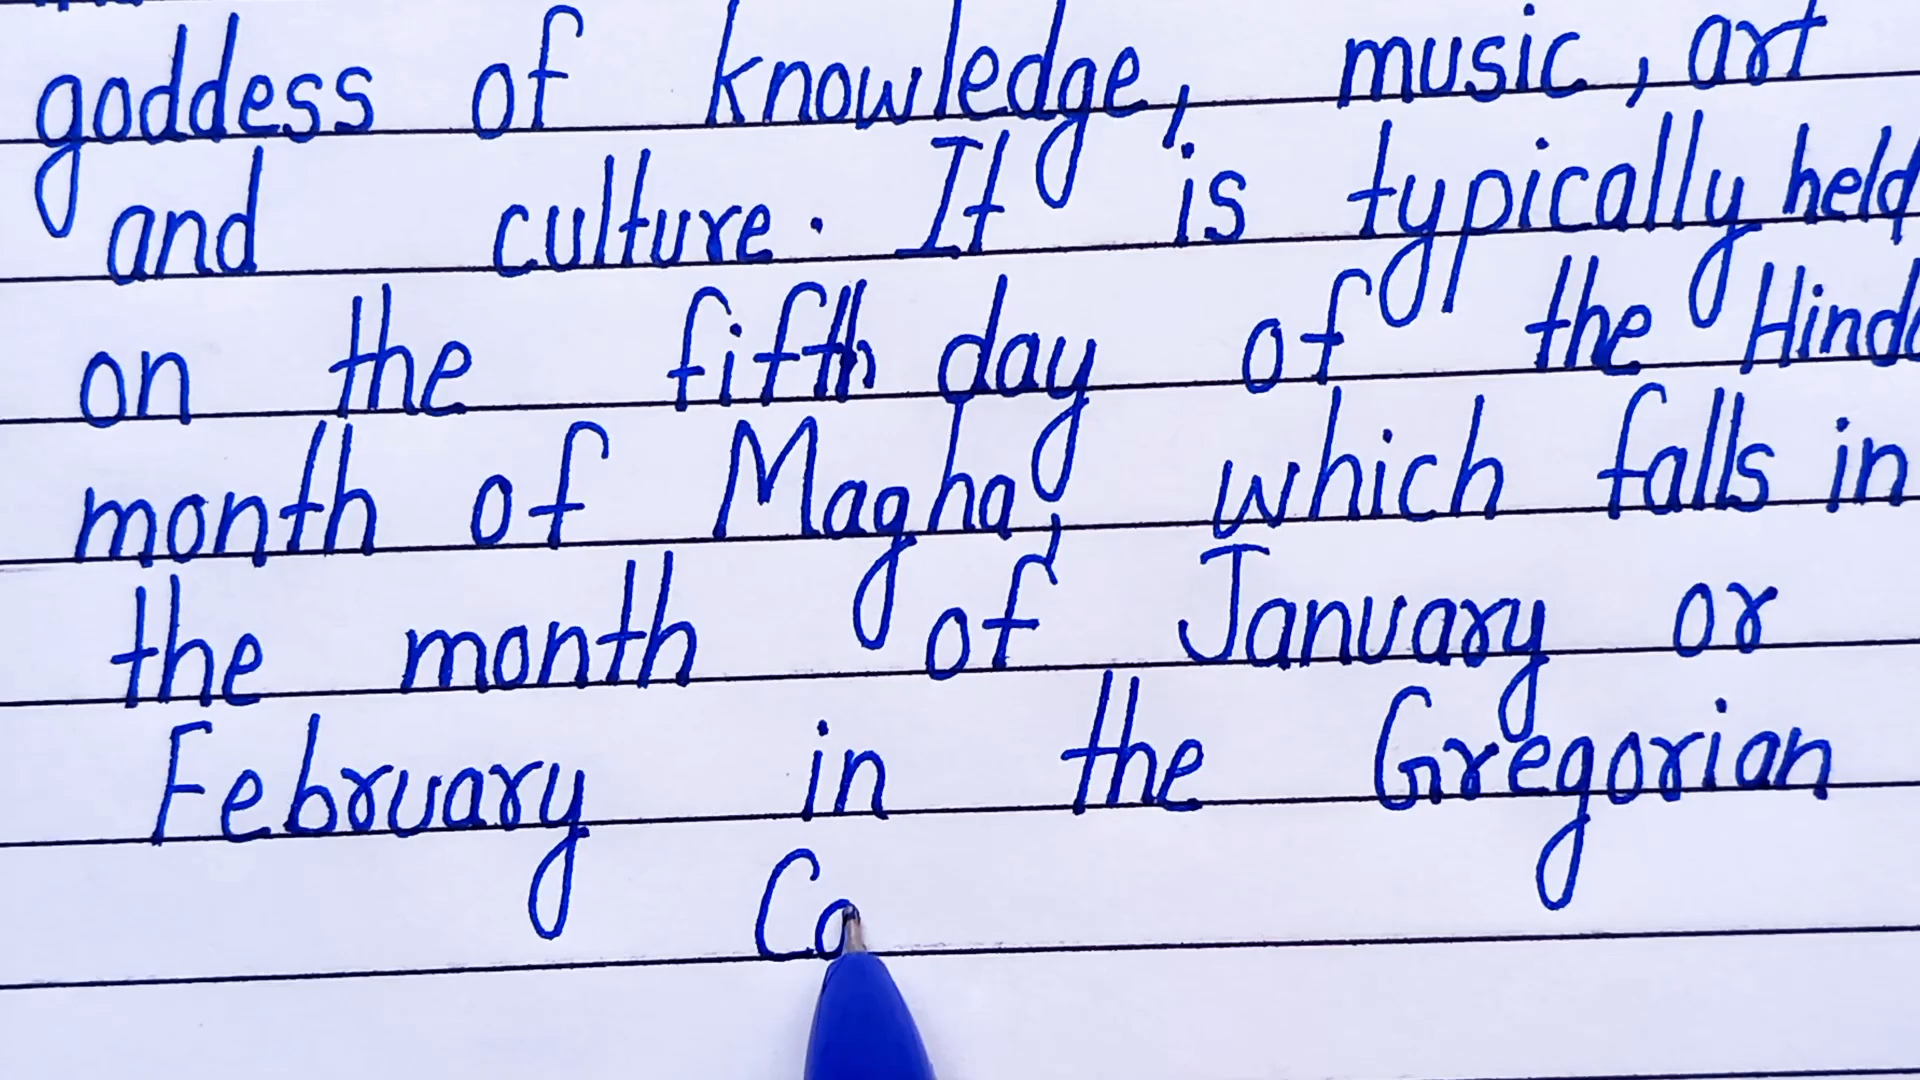 goddess of knowledge, music, art
and culture. It is typically held
on the fifth day of the Hind
month of Magha, which falls in
the month of January or
February in the Gregorian
Ca